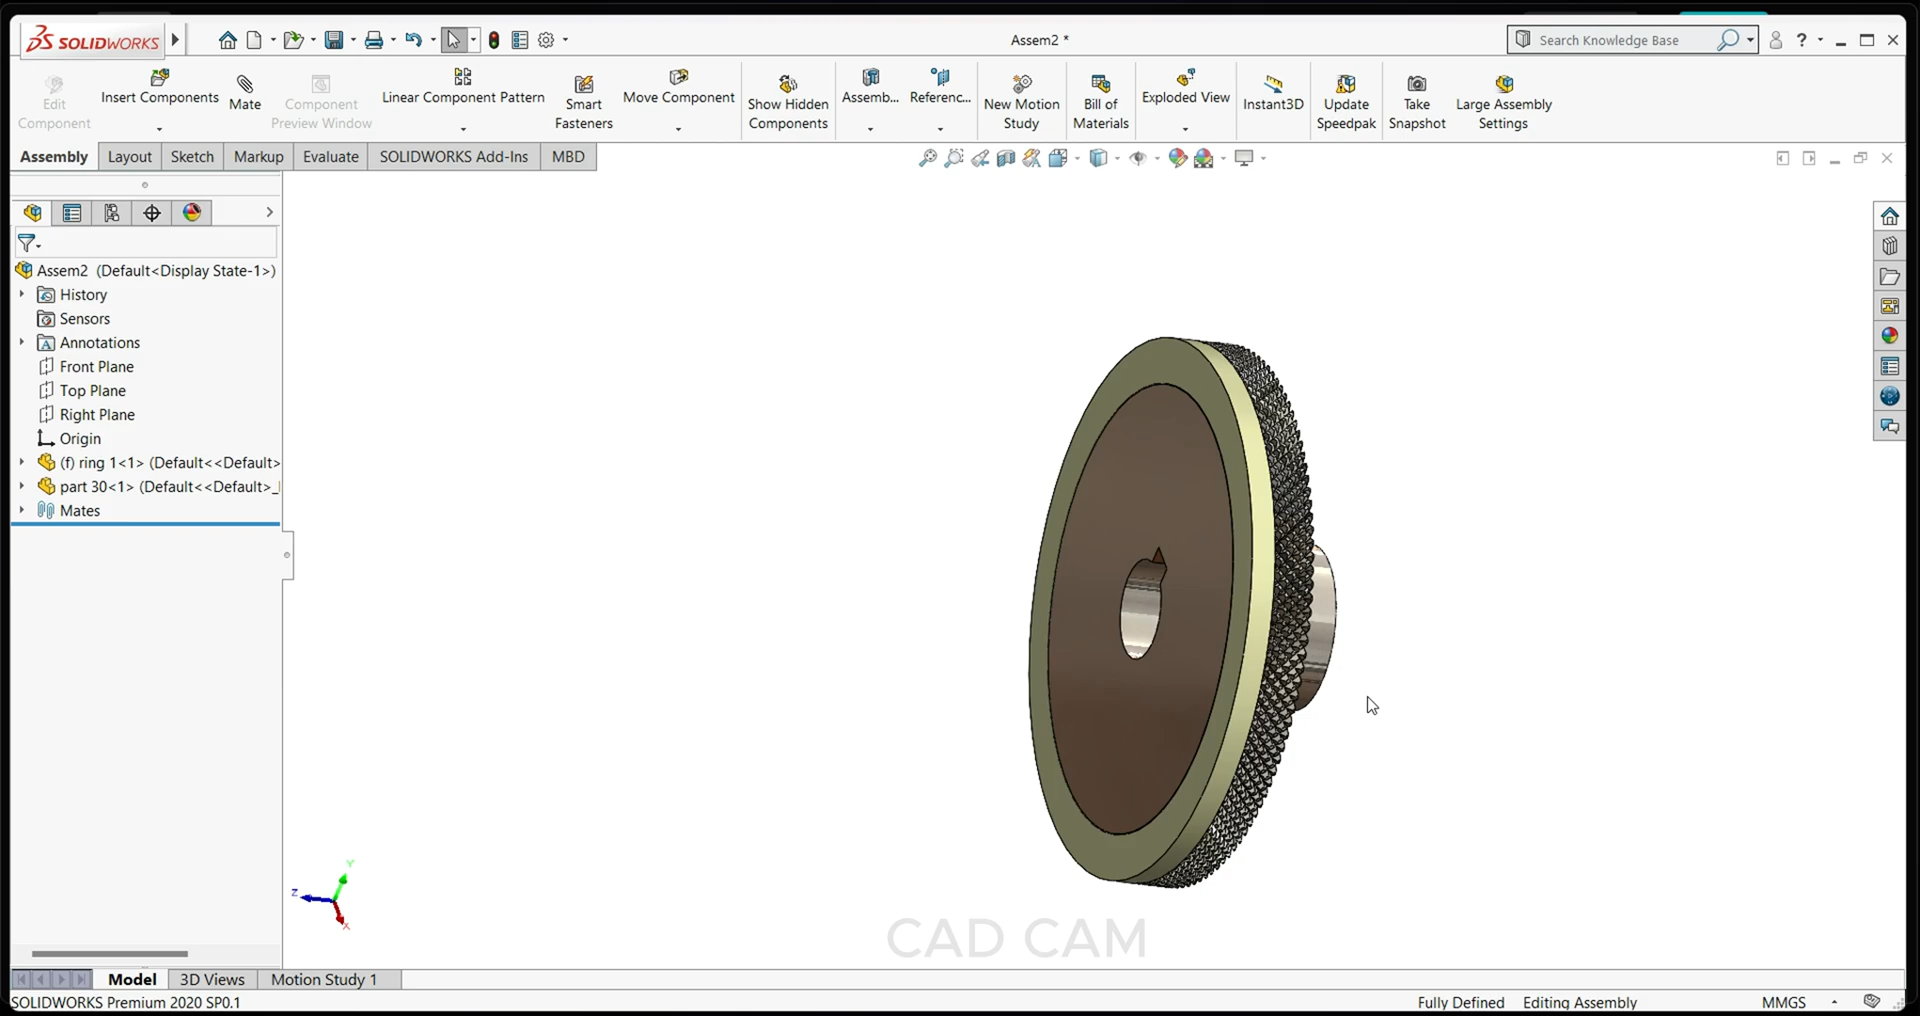 SOLIDWORKS
Assem2 *
Search Knowledge Base
?
Edit
Component
Insert Components
Mate
Component
Preview Window
Linear Component Pattern
Smart
Fasteners
Move Component
Show Hidden
Components
Assemb...
Referenc...
New Motion
Study
Bill of
Materials
Exploded View
Instant3D
Update
Speedpak
Take
Snapshot
Large Assembly
Settings
Assembly
Layout
Sketch
Markup
Evaluate
SOLIDWORKS Add-Ins
MBD
Assem2 (Default<Display State-1>)
History
Sensors
Annotations
Front Plane
Top Plane
Right Plane
Origin
(f) ring 1<1> (Default<<Default>
part 30<1> (Default<<Default>_
Mates
Y
Z
X
CAD CAM
Model
3D Views
Motion Study 1
SOLIDWORKS Premium 2020 SP0.1
Fully Defined
Editing Assembly
MMGS